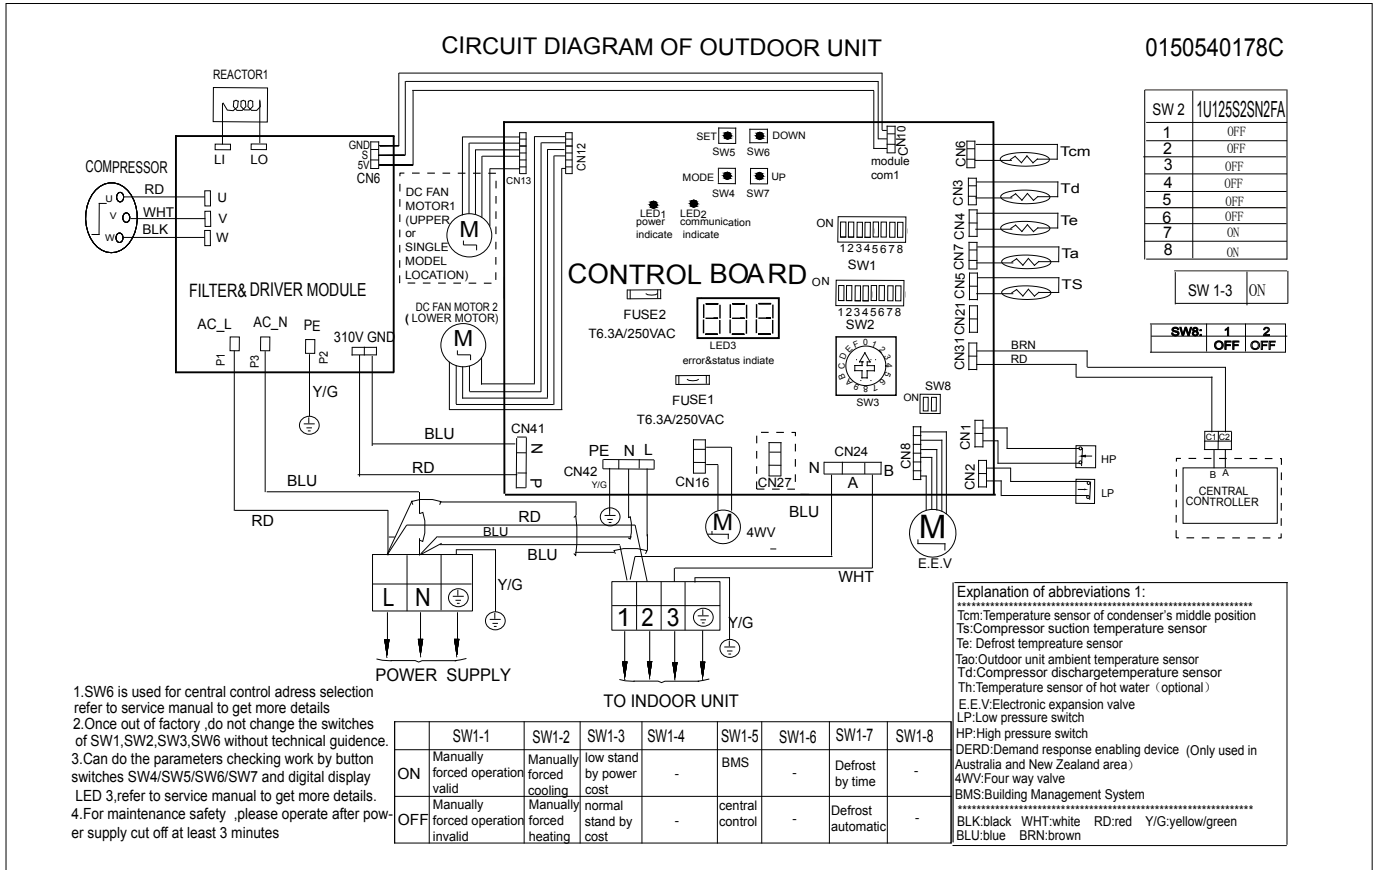 CIRCUIT DIAGRAM OF OUTDOOR UNIT
0150540178C
REACTOR1
LI LO
COMPRESSOR
U
V
W
RD
WHT
BLK
U
V
W
GND
S
5V
CN6
FILTER& DRIVER MODULE
AC_L AC_N PE
310V GND
P1
P3
P2
Y/G
DC FAN
MOTOR1
(UPPER
or
SINGLE
MODEL
LOCATION)
M
DC FAN MOTOR 2
( LOWER MOTOR)
M
CN13
CN12
SET SW5
DOWN SW6
MODE SW4
UP SW7
LED1
power
indicate
LED2
communication
indicate
CN10
module
com1
ON
12345678
SW1
CONTROL BOARD
ON
12345678
SW2
FUSE2
T6.3A/250VAC
LED3
error&status indiate
FUSE1
T6.3A/250VAC
0 1 2 3 4 5 6 7 8 9 A B C D E F
SW3
SW8
ON
CN6
Tcm
CN3
Td
CN4
Te
CN7
Ta
CN5
TS
CN21
CN31
BRN
RD
CN1
HP
CN2
LP
C1 C2
B A
CENTRAL
CONTROLLER
CN41
N
P
BLU
RD
PE N L
CN42
Y/G
CN16
M
4WV
CN27
CN24
N A B
BLU
WHT
CN8
M
E.E.V
BLU
RD
RD
BLU
BLU
L N
Y/G
POWER SUPPLY
1 2 3
Y/G
TO INDOOR UNIT
SW 2 1U125S2SN2FA
1 OFF
2 OFF
3 OFF
4 OFF
5 OFF
6 OFF
7 ON
8 ON
SW 1-3 ON
SW8: 1 2
OFF OFF
1.SW6 is used for central control adress selection
refer to service manual to get more details
2.Once out of factory ,do not change the switches
of SW1,SW2,SW3,SW6 without technical guidence.
3.Can do the parameters checking work by button
switches SW4/SW5/SW6/SW7 and digital display
LED 3,refer to service manual to get more details.
4.For maintenance safety ,please operate after pow-
er supply cut off at least 3 minutes
SW1-1 SW1-2 SW1-3 SW1-4 SW1-5 SW1-6 SW1-7 SW1-8
ON
Manually
forced operation
valid
Manually
forced
cooling
low stand
by power
cost
-
BMS
-
Defrost
by time
-
OFF
Manually
forced operation
invalid
Manually
forced
heating
normal
stand by
cost
-
central
control
-
Defrost
automatic
-
Explanation of abbreviations 1:
Tcm:Temperature sensor of condenser's middle position
Ts:Compressor suction temperature sensor
Te: Defrost tempreature sensor
Tao:Outdoor unit ambient temperature sensor
Td:Compressor dischargetemperature sensor
Th:Temperature sensor of hot water（optional）
E.E.V:Electronic expansion valve
LP:Low pressure switch
HP:High pressure switch
DERD:Demand response enabling device (Only used in
Australia and New Zealand area）
4WV:Four way valve
BMS:Building Management System
BLK:black WHT:white RD:red Y/G:yellow/green
BLU:blue BRN:brown